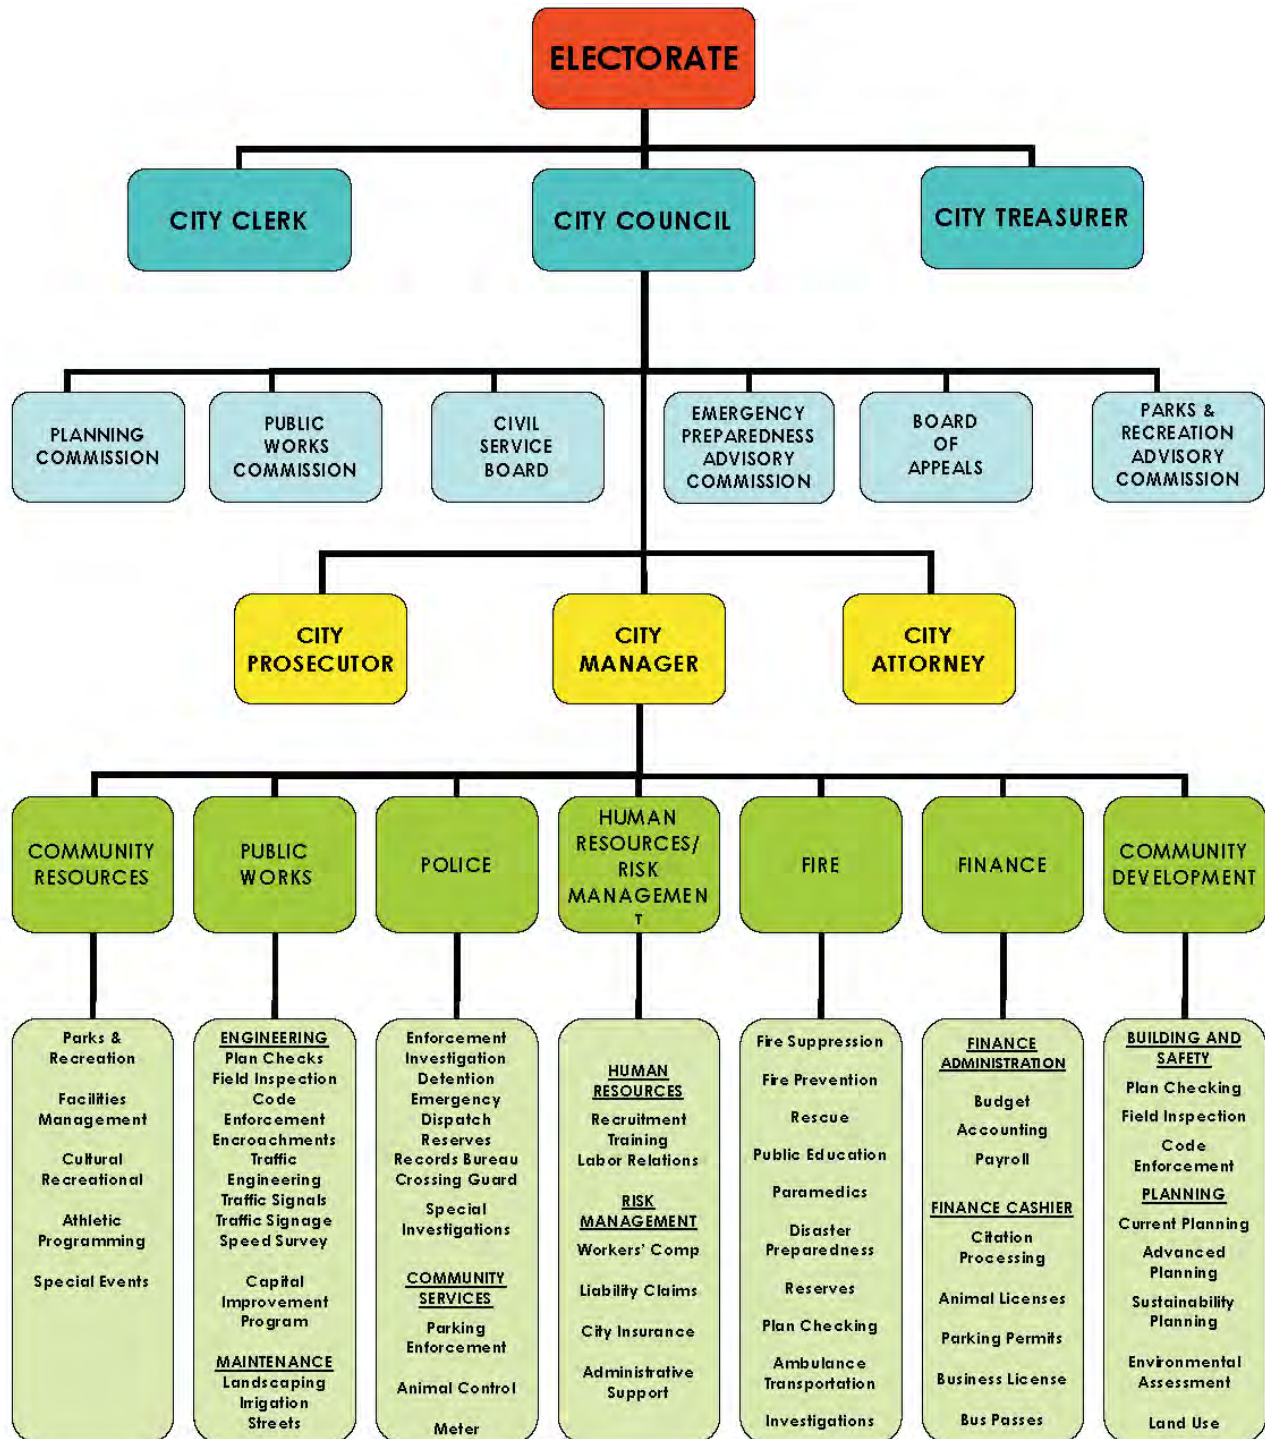 ELECTORATE
CITY CLERK
CITY COUNCIL
CITY TREASURER
PLANNING
COMMISSION
PUBLIC
WORKS
COMMISSION
CIVIL
SERVICE
BOARD
EMERGENCY
PREPAREDNESS
ADVISORY
COMMISSION
BOARD
OF
APPEALS
PARKS &
RECREATION
ADVISORY
COMMISSION
CITY
PROSECUTOR
CITY
MANAGER
CITY
ATTORNEY
COMMUNITY
RESOURCES
PUBLIC
WORKS
POLICE
HUMAN
RESOURCES/
RISK
MANAGEMEN
T
FIRE
FINANCE
COMMUNITY
DEVELOPMENT
Parks &
Recreation
Facilities
Management
Cultural
Recreational
Athletic
Programming
Special Events
ENGINEERING
Plan Checks
Field Inspection
Code
Enforcement
Encroachments
Traffic
Engineering
Traffic Signals
Traffic Signage
Speed Survey
Capital
Improvement
Program
MAINTENANCE
Landscaping
Irrigation
Streets
Enforcement
Investigation
Detention
Emergency
Dispatch
Reserves
Records Bureau
Crossing Guard
Special
Investigations
COMMUNITY
SERVICES
Parking
Enforcement
Animal Control
Meter
HUMAN
RESOURCES
Recruitment
Training
Labor Relations
RISK
MANAGEMENT
Workers' Comp
Liability Claims
City Insurance
Administrative
Support
Fire Suppression
Fire Prevention
Rescue
Public Education
Paramedics
Disaster
Preparedness
Reserves
Plan Checking
Ambulance
Transportation
Investigations
FINANCE
ADMINISTRATION
Budget
Accounting
Payroll
FINANCE CASHIER
Citation
Processing
Animal Licenses
Parking Permits
Business License
Bus Passes
BUILDING AND
SAFETY
Plan Checking
Field Inspection
Code
Enforcement
PLANNING
Current Planning
Advanced
Planning
Sustainability
Planning
Environmental
Assessment
Land Use